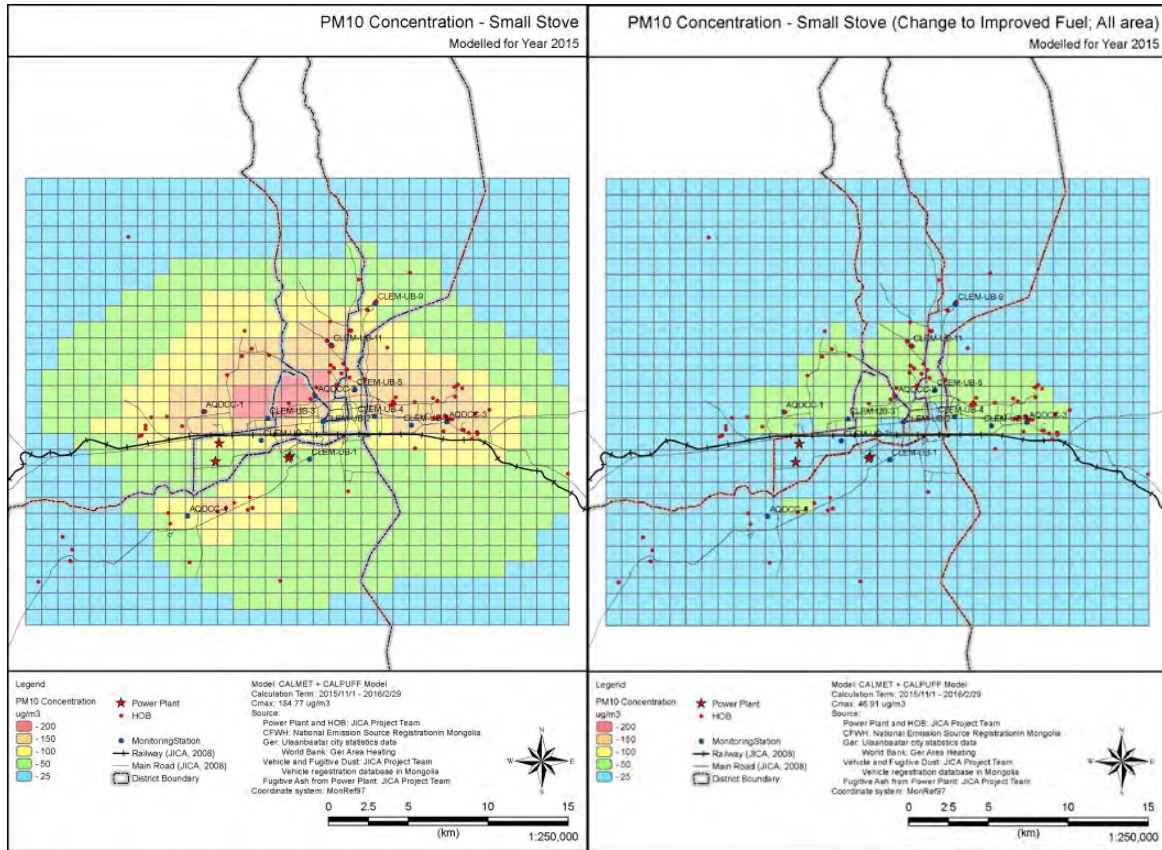 PM10 Concentration - Small Stove
Modelled for Year 2015
CLEM-UB-9
CLEM-UB-11
CLEM-UB-5
AQDCC-1
CLEM-UB-3
CLEM-UB-4
AQDCC-3
CLEM-UB-1
Legend
PM10 Concentration
ug/m3
- 200
- 150
- 100
- 50
- 25
Power Plant
HOB
MonitoringStation
Railway (JICA, 2008)
Main Road (JICA, 2008)
District Boundary
Model: CALMET + CALPUFF Model
Calculation Term: 2015/11/1 - 2016/2/29
Cmax: 184.77 ug/m3
Source:
Power Plant and HOB: JICA Project Team
CFWH: National Emission Source Registrationin Mongolia
Ger: Ulaanbaatar city statistics data
World Bank: Ger Area Heating
Vehicle and Fugitive Dust: JICA Project Team
Vehicle regestration database in Mongolia
Fugitive Ash from Power Plant: JICA Project Team
Coordinate system: MonRef97
N
W E
S
0 2.5 5 10 15
(km)
1:250,000
PM10 Concentration - Small Stove (Change to Improved Fuel; All area)
Modelled for Year 2015
CLEM-UB-9
CLEM-UB-11
CLEM-UB-5
AQDCC-1
CLEM-UB-3
CLEM-UB-4
AQDCC-3
CLEM-UB-1
Legend
PM10 Concentration
ug/m3
- 200
- 150
- 100
- 50
- 25
Power Plant
HOB
MonitoringStation
Railway (JICA, 2008)
Main Road (JICA, 2008)
District Boundary
Model: CALMET + CALPUFF Model
Calculation Term: 2015/11/1 - 2016/2/29
Cmax: 46.91 ug/m3
Source:
Power Plant and HOB: JICA Project Team
CFWH: National Emission Source Registrationin Mongolia
Ger: Ulaanbaatar city statistics data
World Bank: Ger Area Heating
Vehicle and Fugitive Dust: JICA Project Team
Vehicle regestration database in Mongolia
Fugitive Ash from Power Plant: JICA Project Team
Coordinate system: MonRef97
N
W E
S
0 2.5 5 10 15
(km)
1:250,000